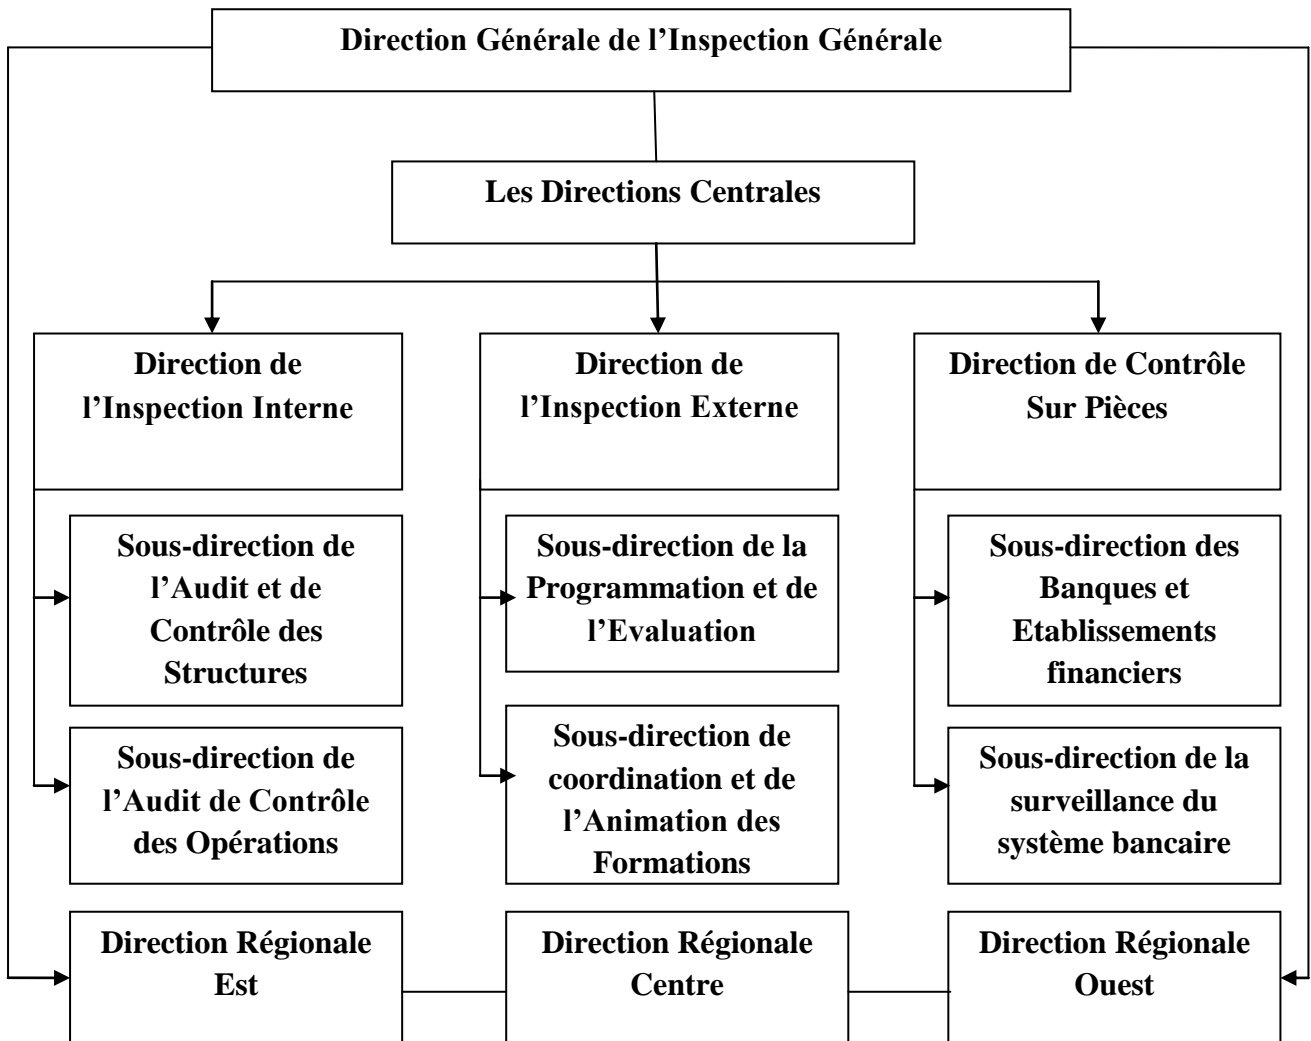 Direction Générale de l’Inspection Générale
Les Directions Centrales
Direction de
l’Inspection Interne
Direction de
l’Inspection Externe
Direction de Contrôle
Sur Pièces
Sous-direction de
l’Audit et de
Contrôle des
Structures
Sous-direction de la
Programmation et de
l’Evaluation
Sous-direction des
Banques et
Etablissements
financiers
Sous-direction de
l’Audit de Contrôle
des Opérations
Sous-direction de
coordination et de
l’Animation des
Formations
Sous-direction de la
surveillance du
système bancaire
Direction Régionale
Est
Direction Régionale
Centre
Direction Régionale
Ouest